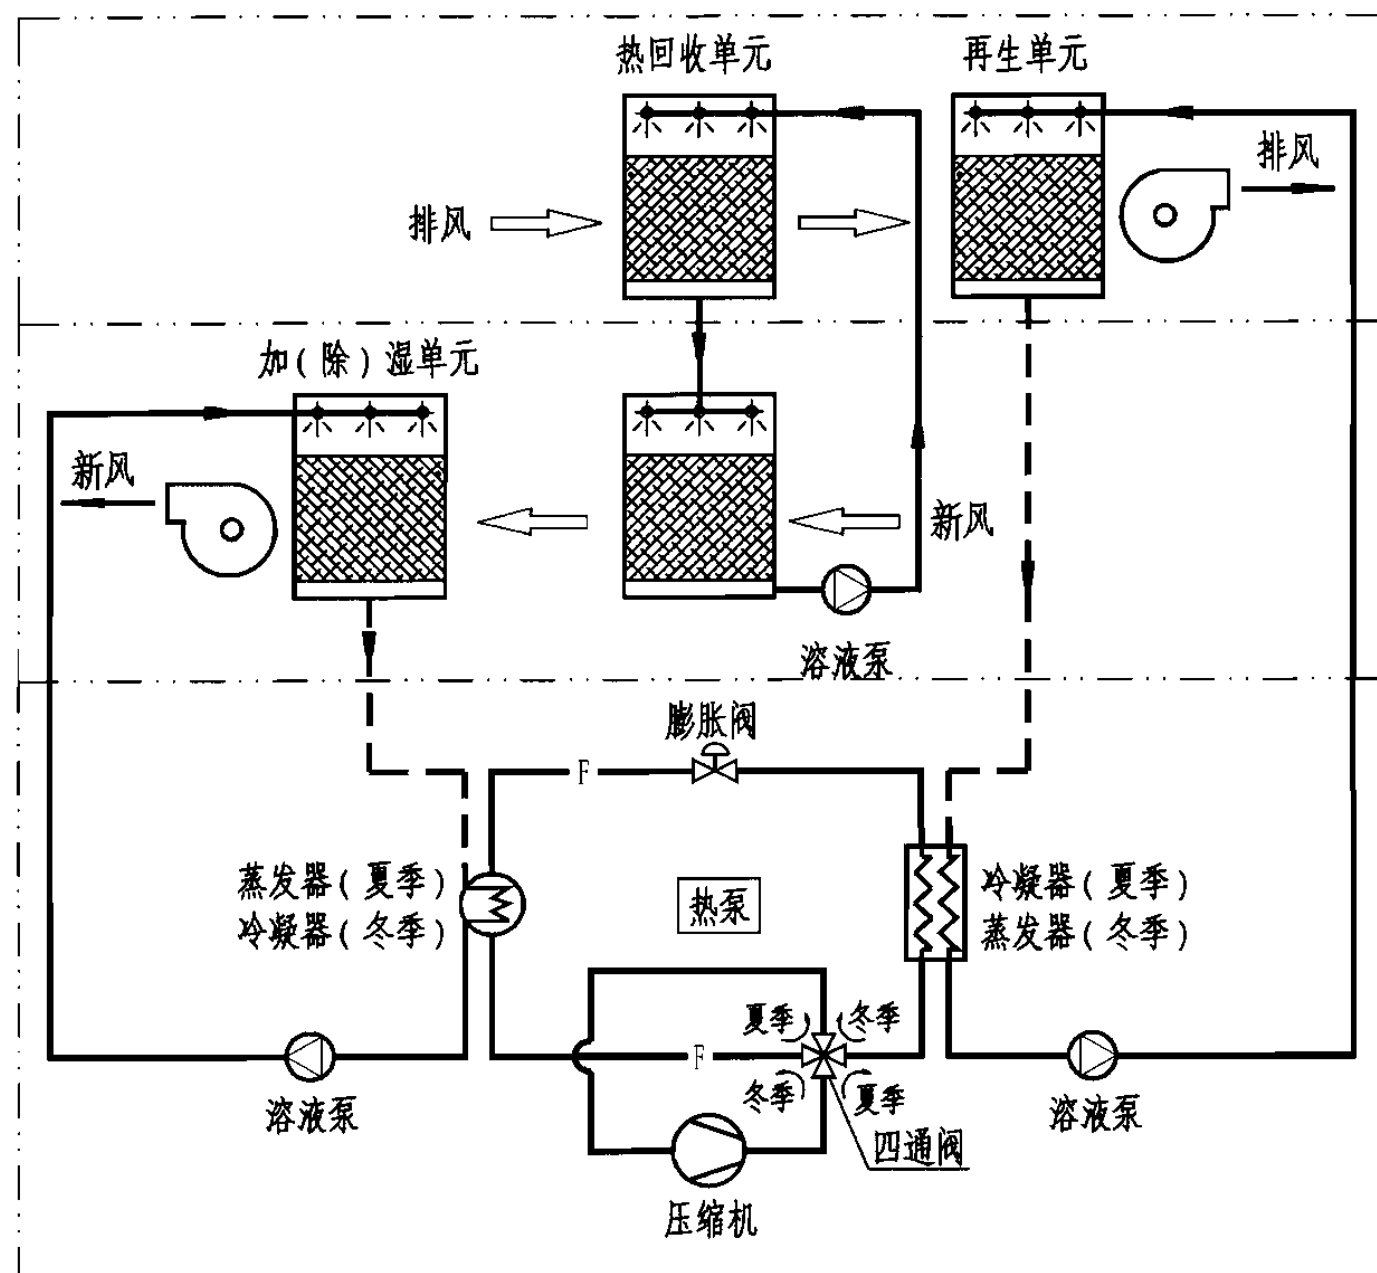 热回收单元
再生单元
排风
排风
加(除)湿单元
新风
新风
溶液泵
膨胀阀
F
蒸发器(夏季)
冷凝器(冬季)
热泵
冷凝器(夏季)
蒸发器(冬季)
夏季
冬季
F
冬季
夏季
溶液泵
溶液泵
四通阀
压缩机